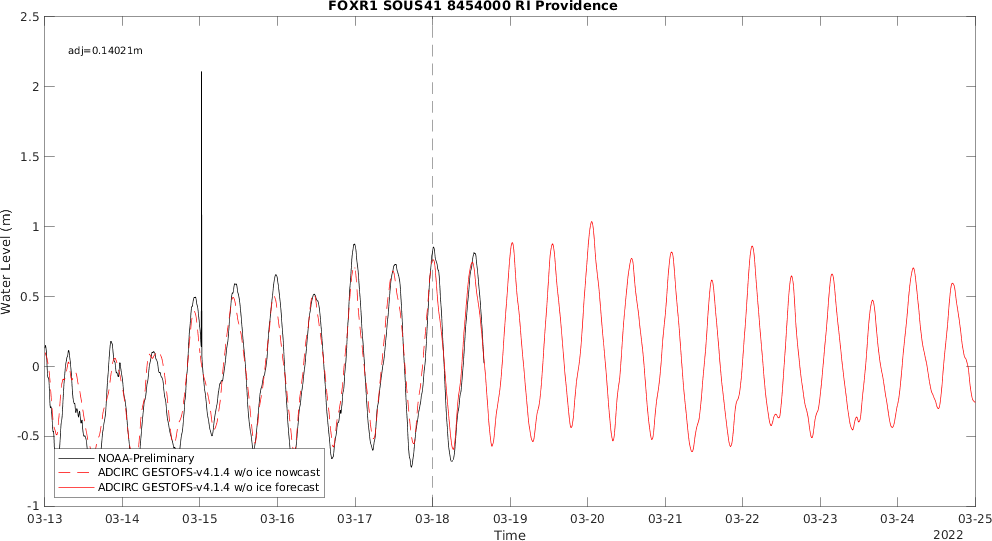 FOXR1 SOUS41 8454000 RI Providence
adj=0.14021m
Water Level (m)
2.5
2
1.5
1
0.5
0
-0.5
-1
NOAA-Preliminary
ADCIRC GESTOFS-v4.1.4 w/o ice nowcast
ADCIRC GESTOFS-v4.1.4 w/o ice forecast
03-13 03-14 03-15 03-16 03-17 03-18 03-19 03-20 03-21 03-22 03-23 03-24 03-25
Time
2022